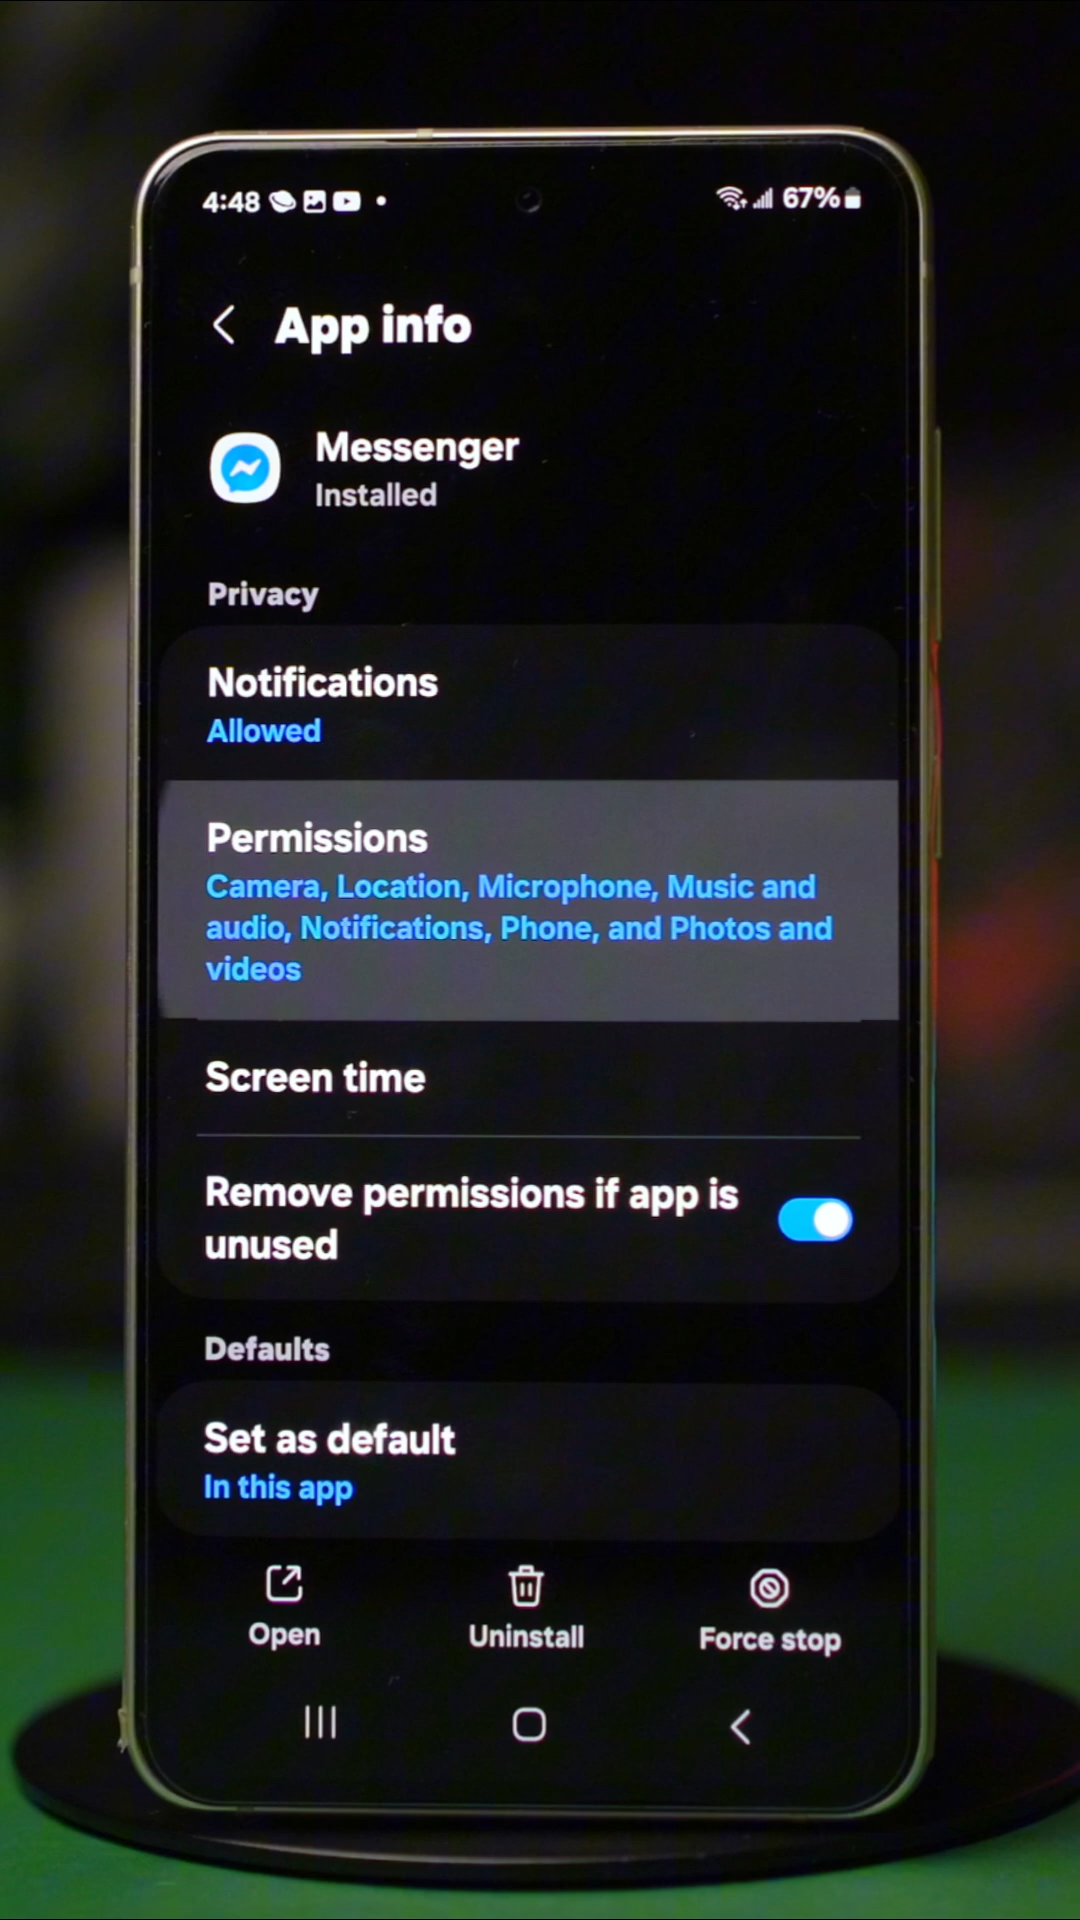 4:48
67%
App info
Messenger
Installed
Privacy
Notifications
Allowed
Permissions
Camera, Location, Microphone, Music and
audio, Notifications, Phone, and Photos and
videos
Screen time
Remove permissions if app is
unused
Defaults
Set as default
In this app
Open
Uninstall
Force stop